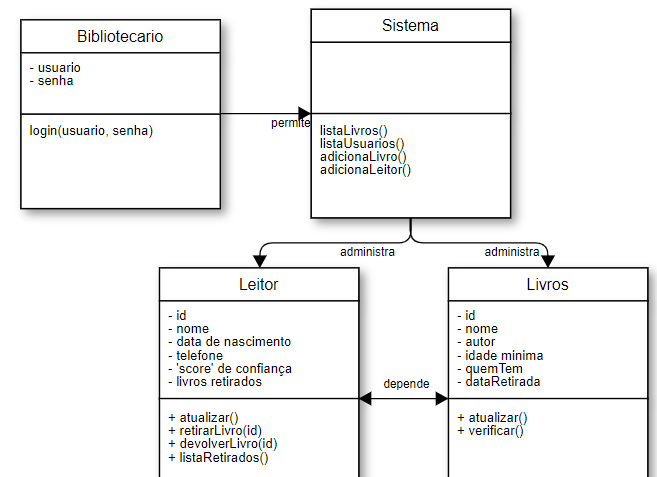 Bibliotecario
- usuario
- senha
login(usuario, senha)
permite
Sistema
listaLivros()
listaUsuarios()
adicionaLivro()
adicionaLeitor()
administra
administra
Leitor
- id
- nome
- data de nascimento
- telefone
- 'score' de confiança
- livros retirados
+ atualizar()
+ retirarLivro(id)
+ devolverLivro(id)
+ listaRetirados()
depende
Livros
- id
- nome
- autor
- idade minima
- quemTem
- dataRetirada
+ atualizar()
+ verificar()